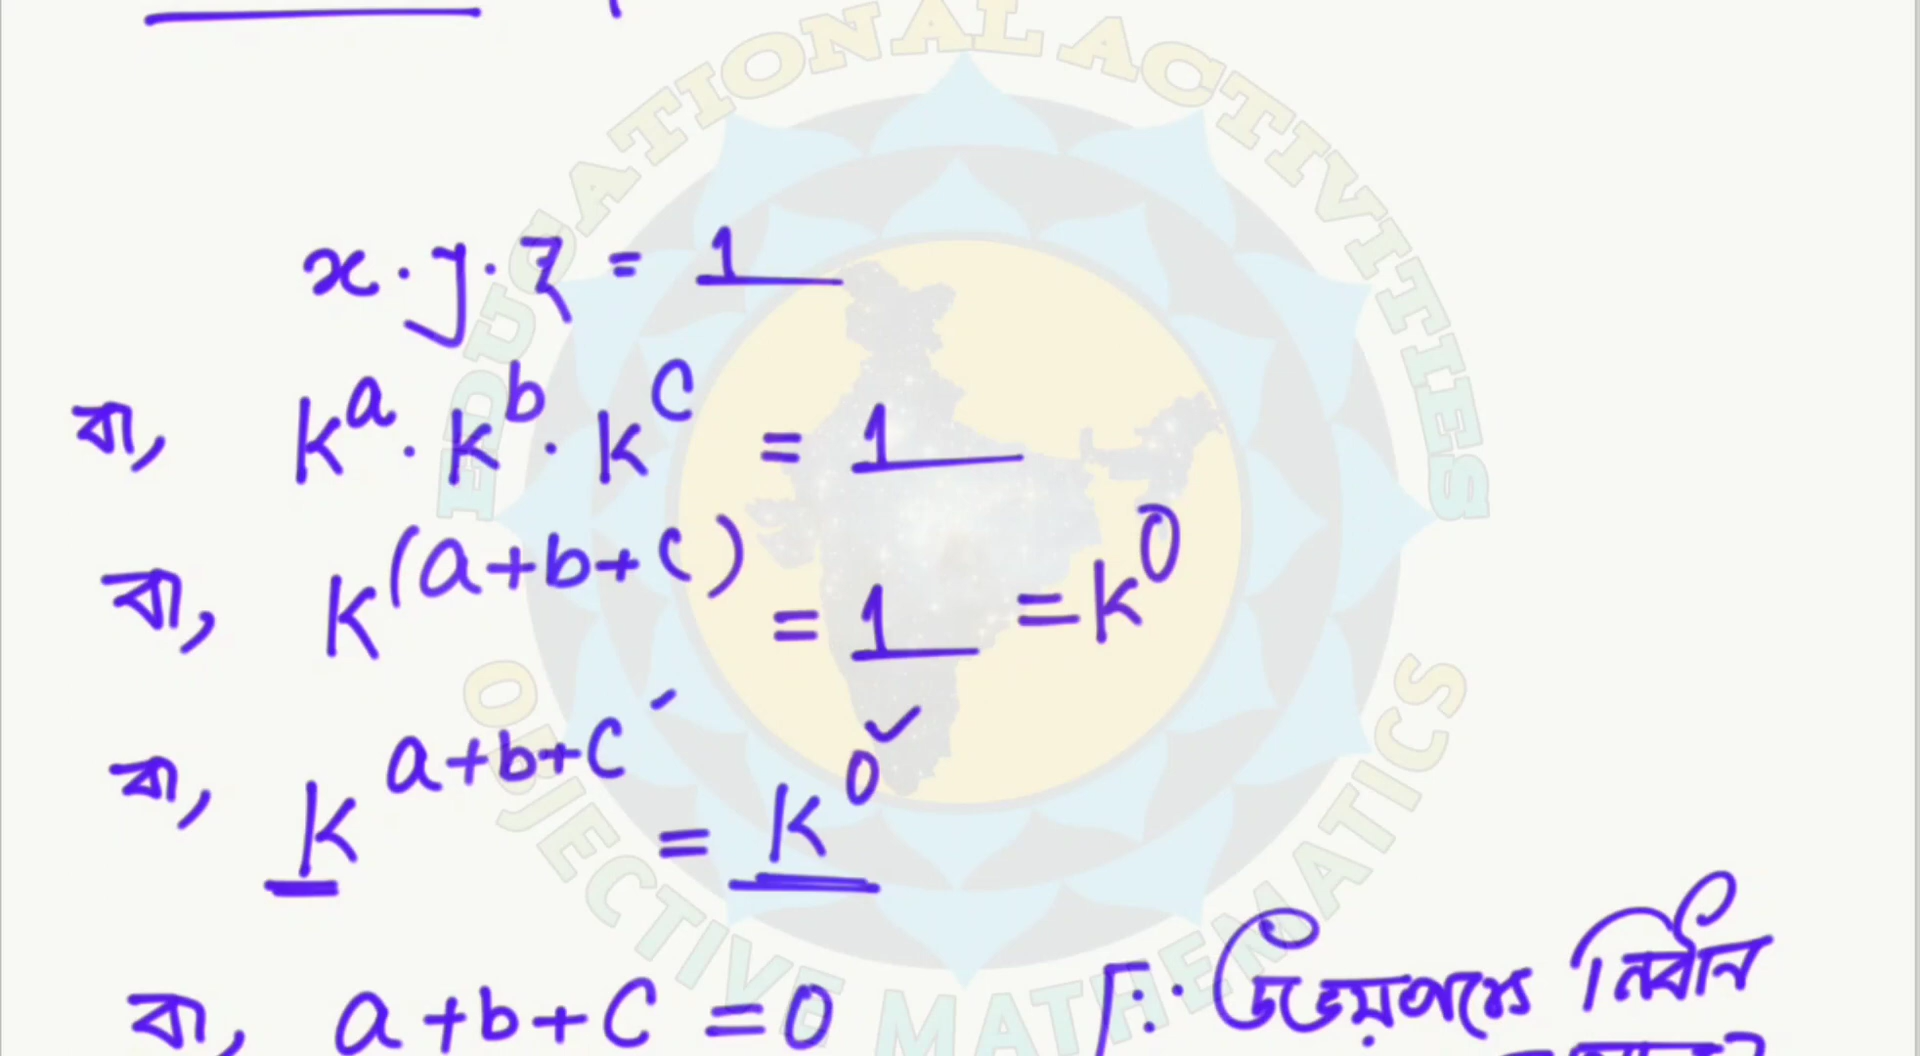 EDUCATIONAL ACTIVITIES
x · y · z = 1
বা, k^a · k^b · k^c = 1
বা, k^(a+b+c) = 1 = k^0
বা, k^a+b+c = k^0
বা, a+b+c = 0 [∵ উভয়পক্ষে নিধান
OBJECTIVE MATHEMATICS